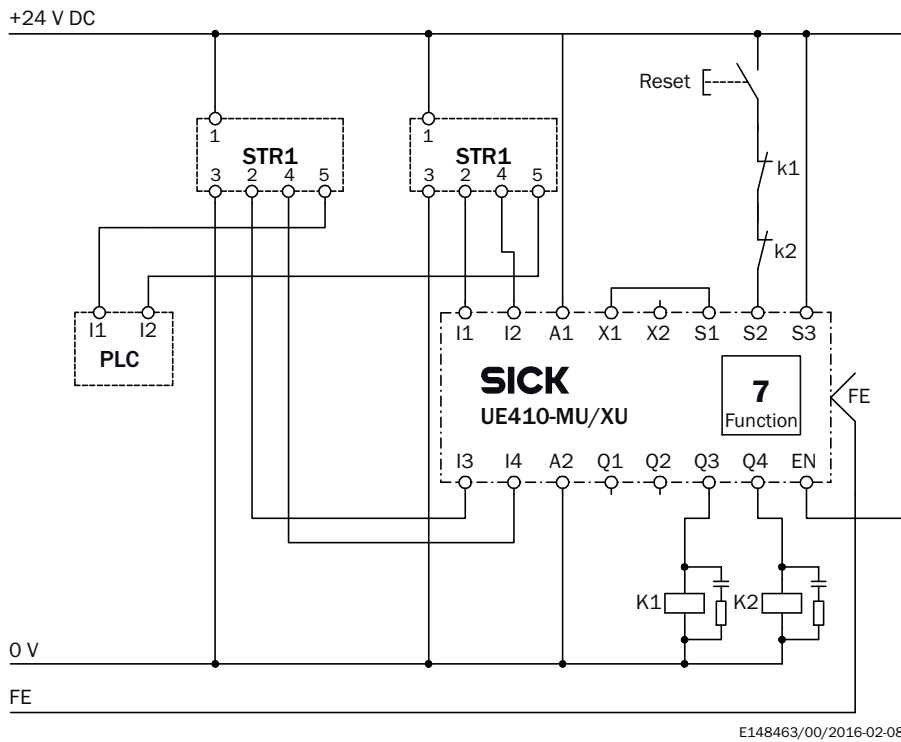 +24 V DC
Reset
1
STR1
3 2 4 5
1
STR1
3 2 4 5
k1
k2
I1 I2
PLC
I1 I2 A1 X1 X2 S1 S2 S3
SICK
UE410-MU/XU
7
Function
FE
I3 I4 A2 Q1 Q2 Q3 Q4 EN
K1
K2
0 V
FE
E148463/00/2016-02-08